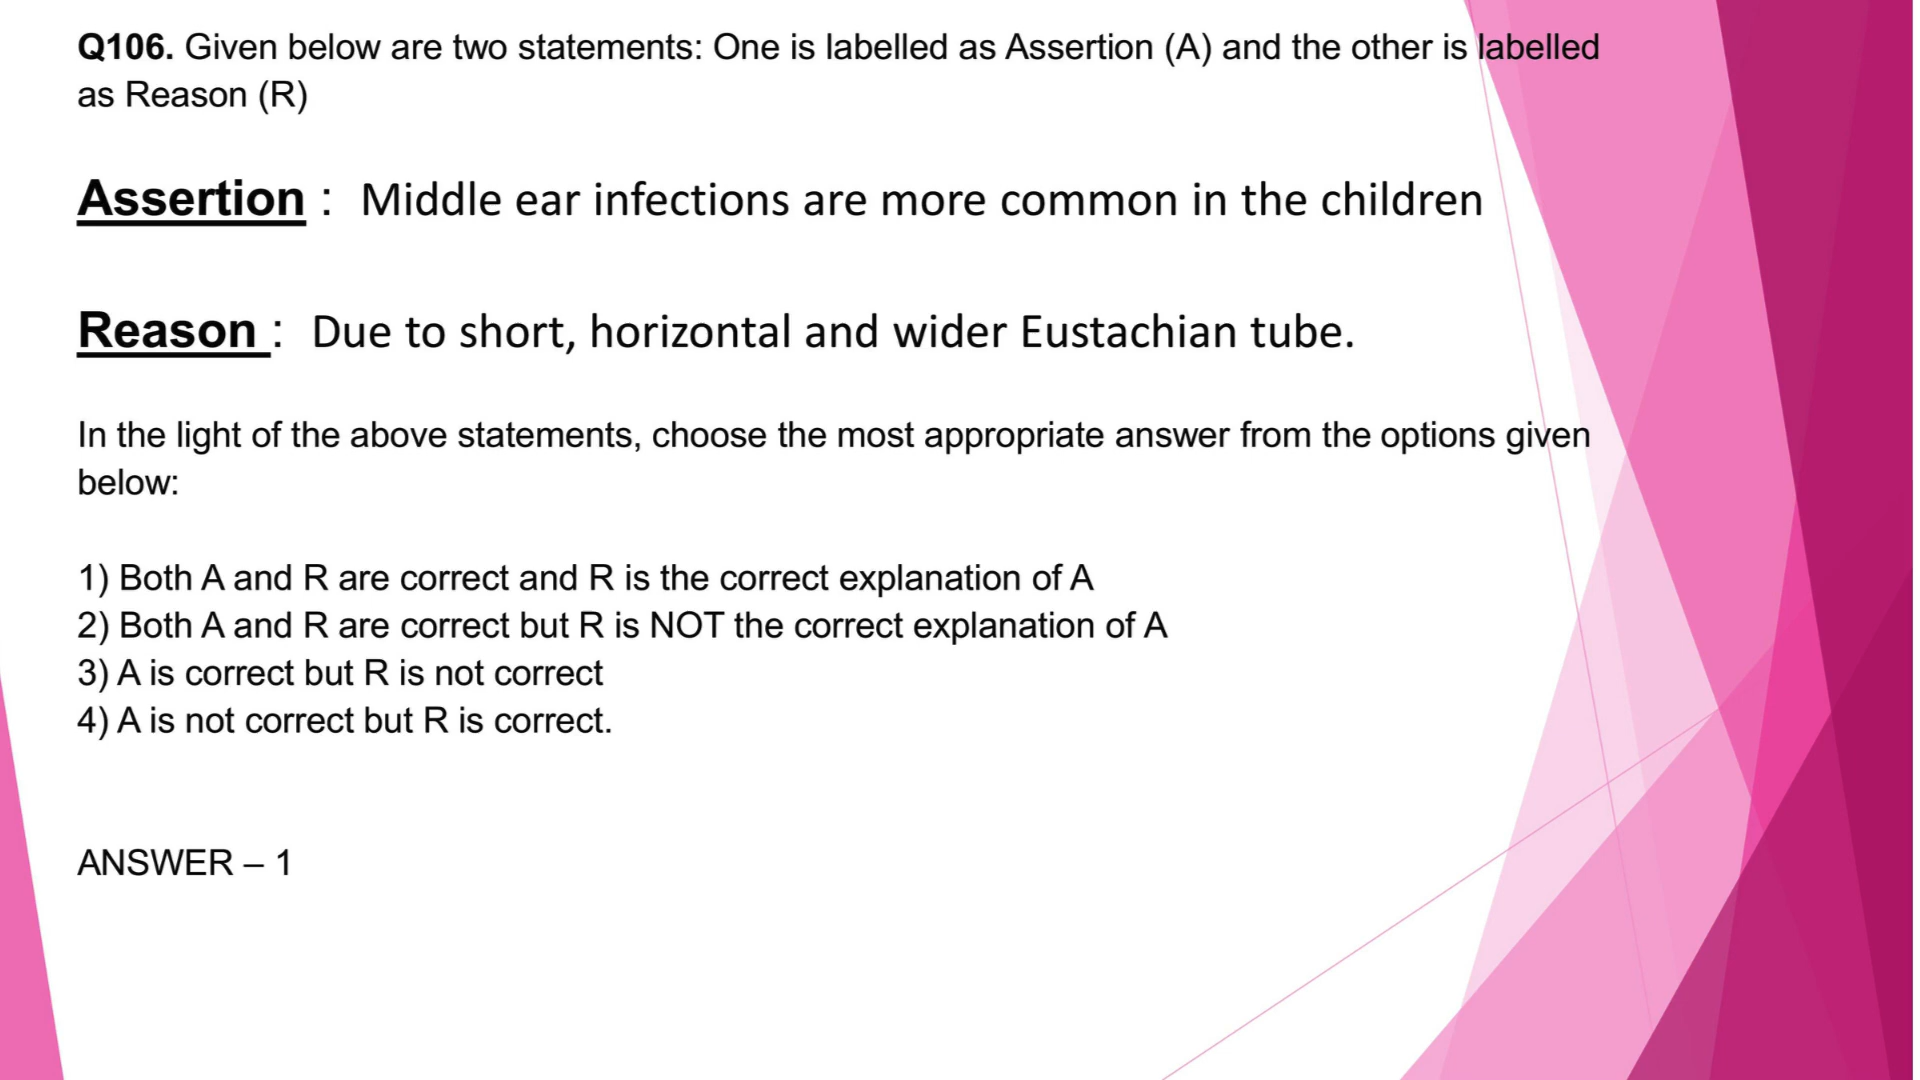 Q106. Given below are two statements: One is labelled as Assertion (A) and the other is labelled
as Reason (R)
Assertion : Middle ear infections are more common in the children
Reason : Due to short, horizontal and wider Eustachian tube.
In the light of the above statements, choose the most appropriate answer from the options given
below:
1) Both A and R are correct and R is the correct explanation of A
2) Both A and R are correct but R is NOT the correct explanation of A
3) A is correct but R is not correct
4) A is not correct but R is correct.
ANSWER – 1